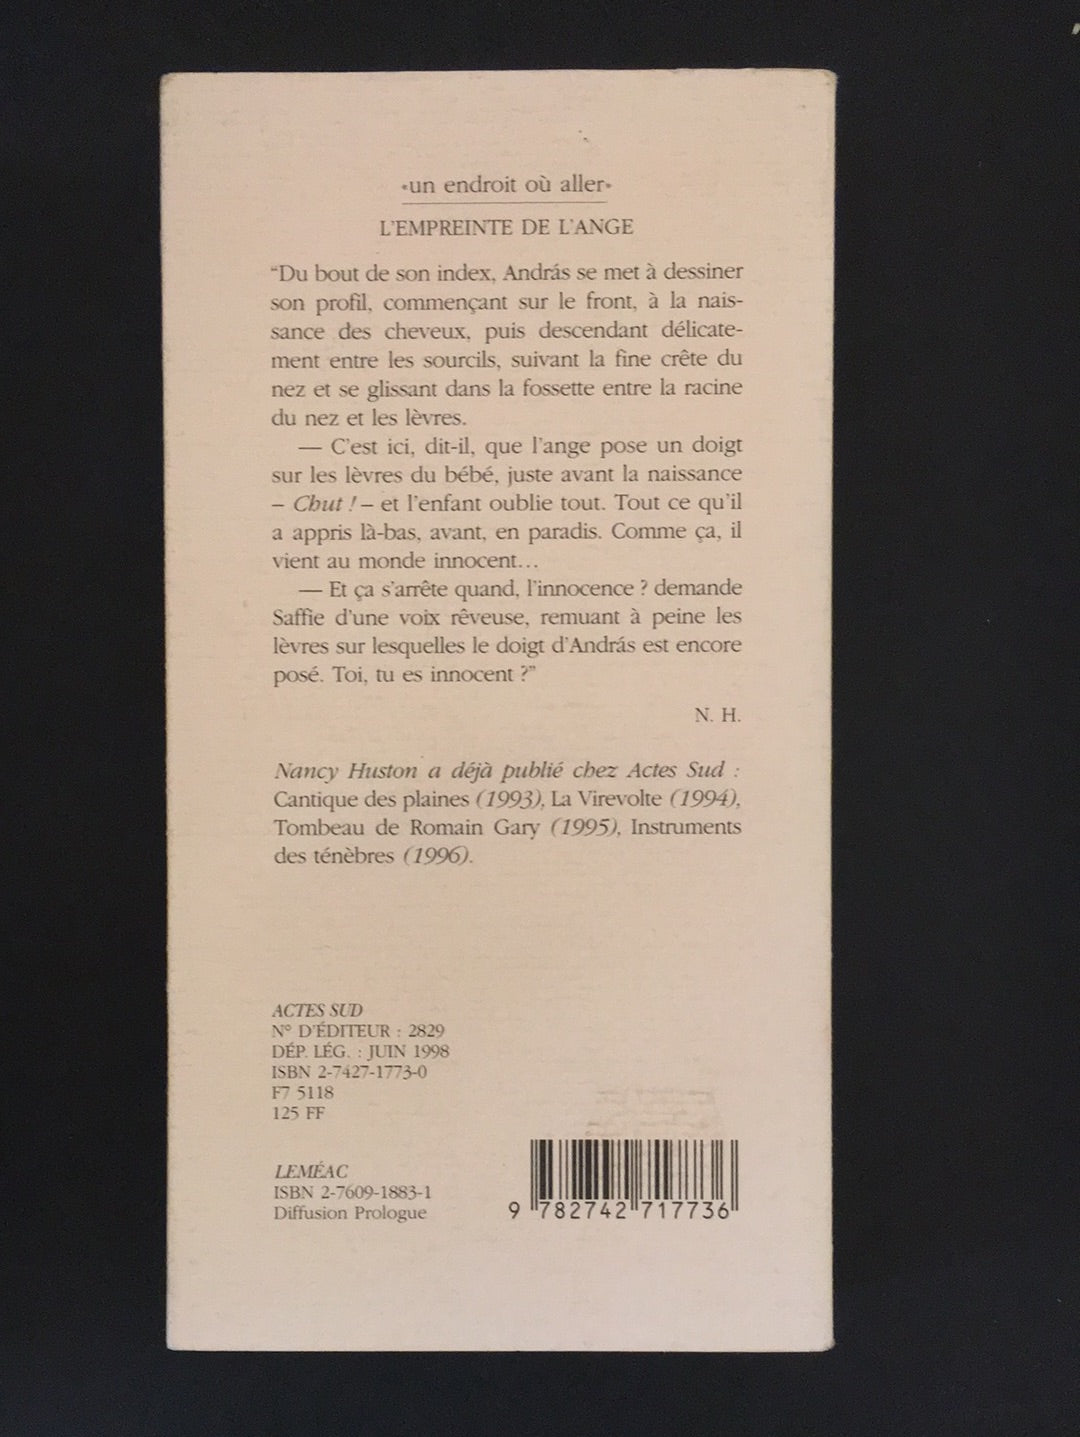 «un endroit où aller»
L'EMPREINTE DE L'ANGE
“Du bout de son index, András se met à dessiner
son profil, commençant sur le front, à la nais-
sance des cheveux, puis descendant délicate-
ment entre les sourcils, suivant la fine crête du
nez et se glissant dans la fossette entre la racine
du nez et les lèvres.
— C'est ici, dit-il, que l'ange pose un doigt
sur les lèvres du bébé, juste avant la naissance
– Chut ! – et l'enfant oublie tout. Tout ce qu'il
a appris là-bas, avant, en paradis. Comme ça, il
vient au monde innocent...
— Et ça s'arrête quand, l'innocence ? demande
Saffie d'une voix rêveuse, remuant à peine les
lèvres sur lesquelles le doigt d'András est encore
posé. Toi, tu es innocent ?”
N. H.
Nancy Huston a déjà publié chez Actes Sud :
Cantique des plaines (1993), La Virevolte (1994),
Tombeau de Romain Gary (1995), Instruments
des ténèbres (1996).
ACTES SUD
N° D'ÉDITEUR : 2829
DÉP. LÉG. : JUIN 1998
ISBN 2-7427-1773-0
F7 5118
125 FF
LEMÉAC
ISBN 2-7609-1883-1
Diffusion Prologue
9 782742 717736